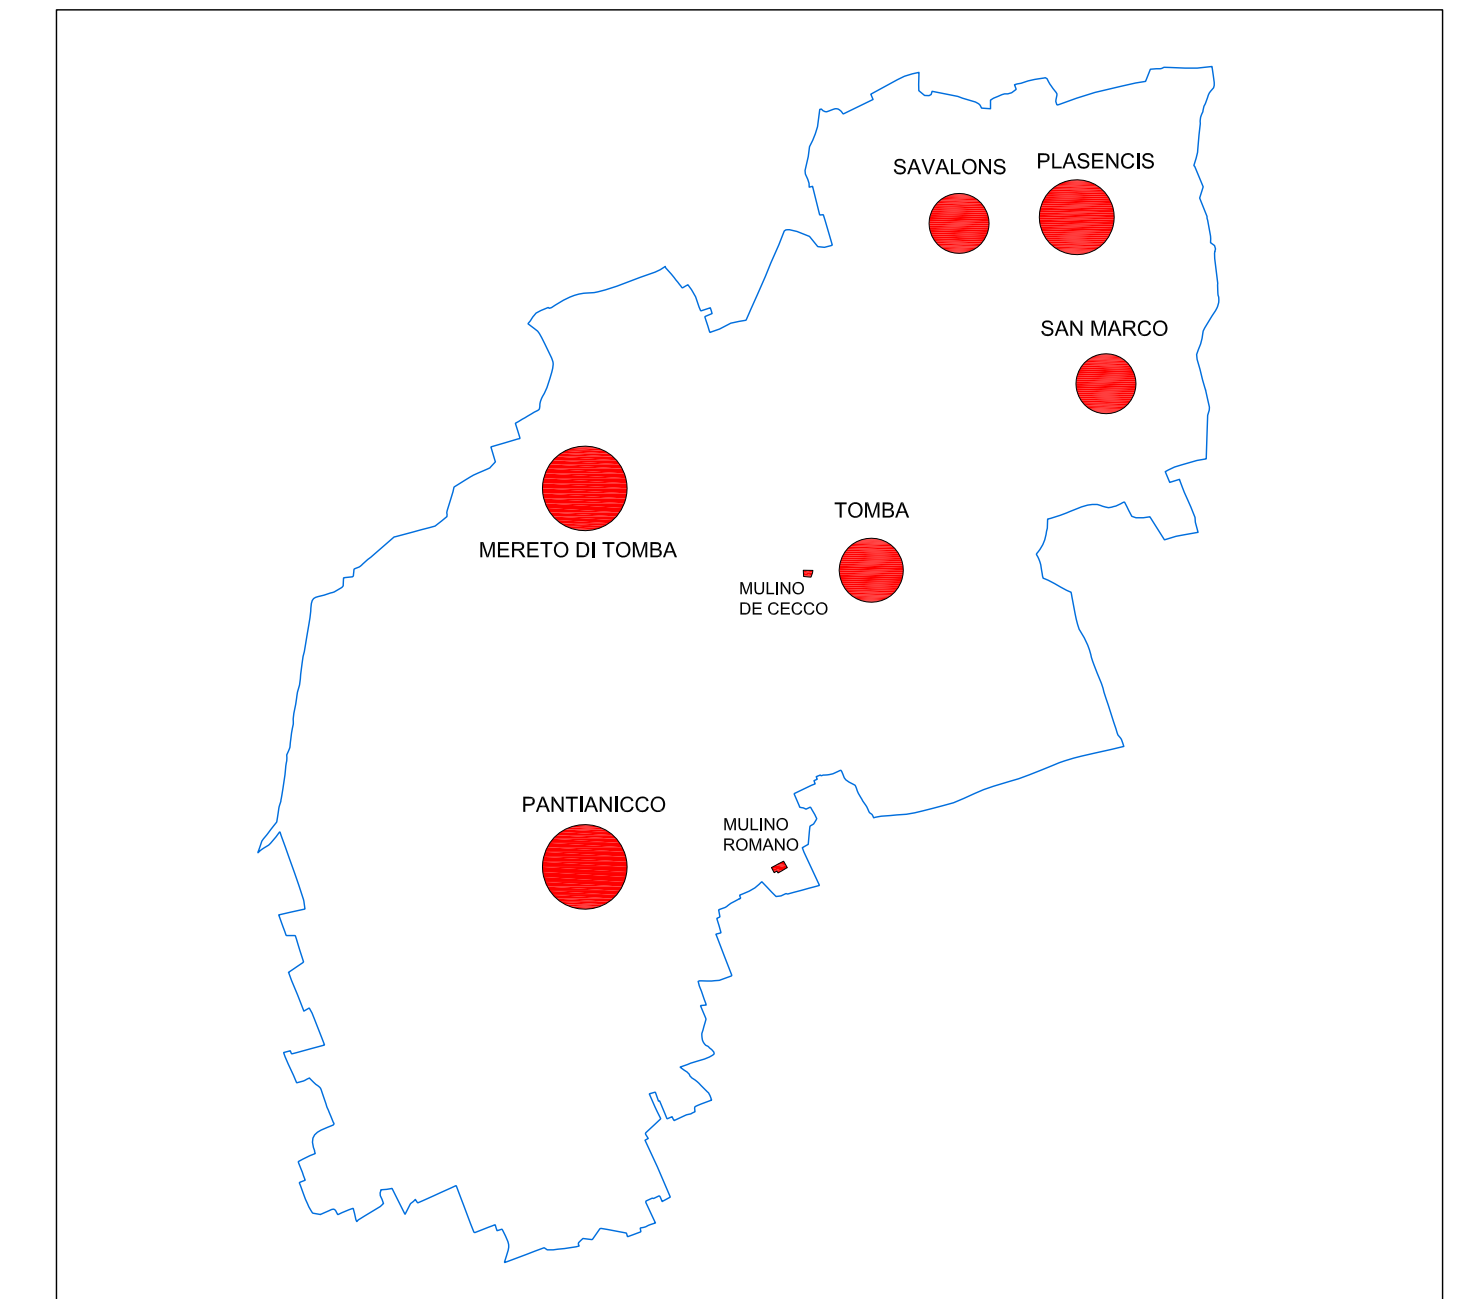 PLASENCIS
SAVALONS
SAN MARCO
TOMBA
MERETO DI TOMBA
MULINO
DE CECCO
PANTIANICCO
MULINO
ROMANO